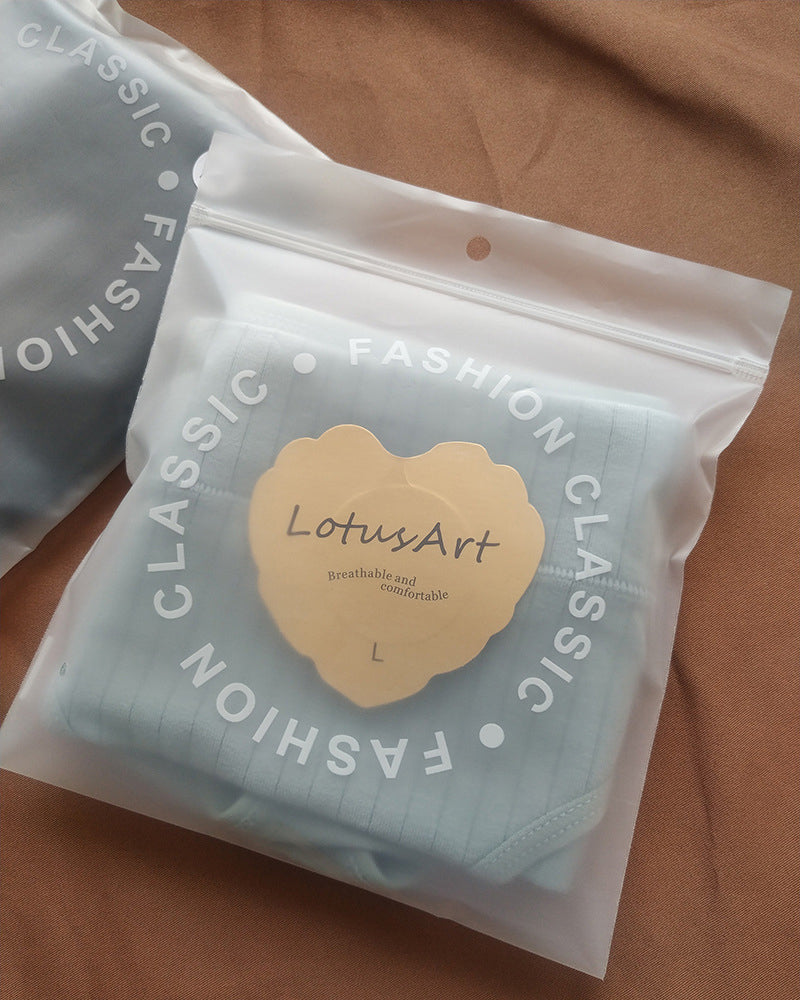 CLASSIC • FASHION
FASHION CLASSIC • FASHION CLASSIC •
LotusArt
Breathable and
comfortable
L